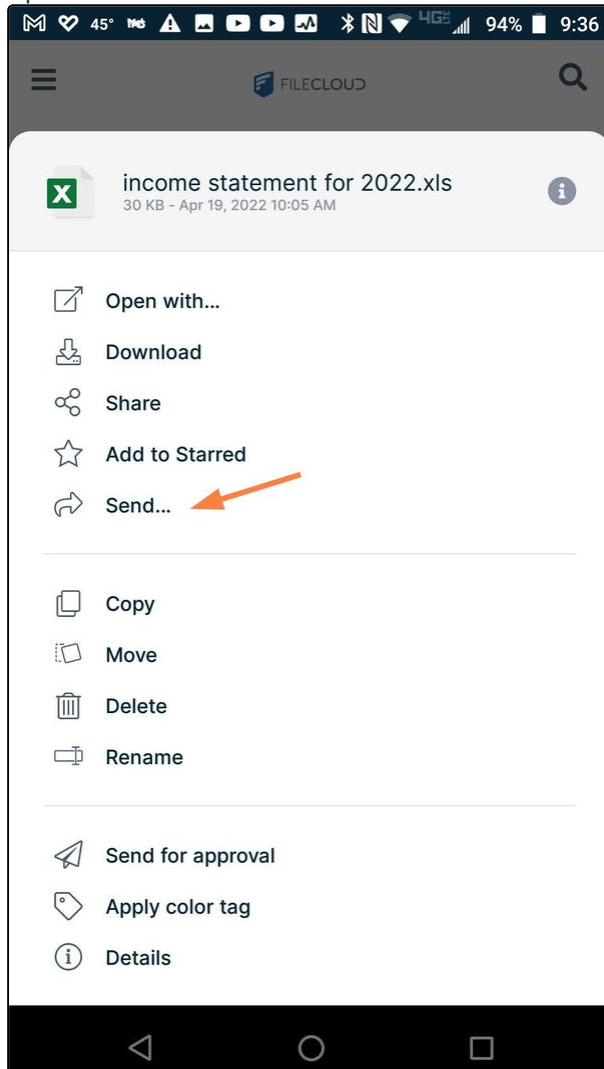 45° 4GE 94% 9:36
FILECLOUD
income statement for 2022.xls
30 KB - Apr 19, 2022 10:05 AM
Open with...
Download
Share
Add to Starred
Send...
Copy
Move
Delete
Rename
Send for approval
Apply color tag
Details